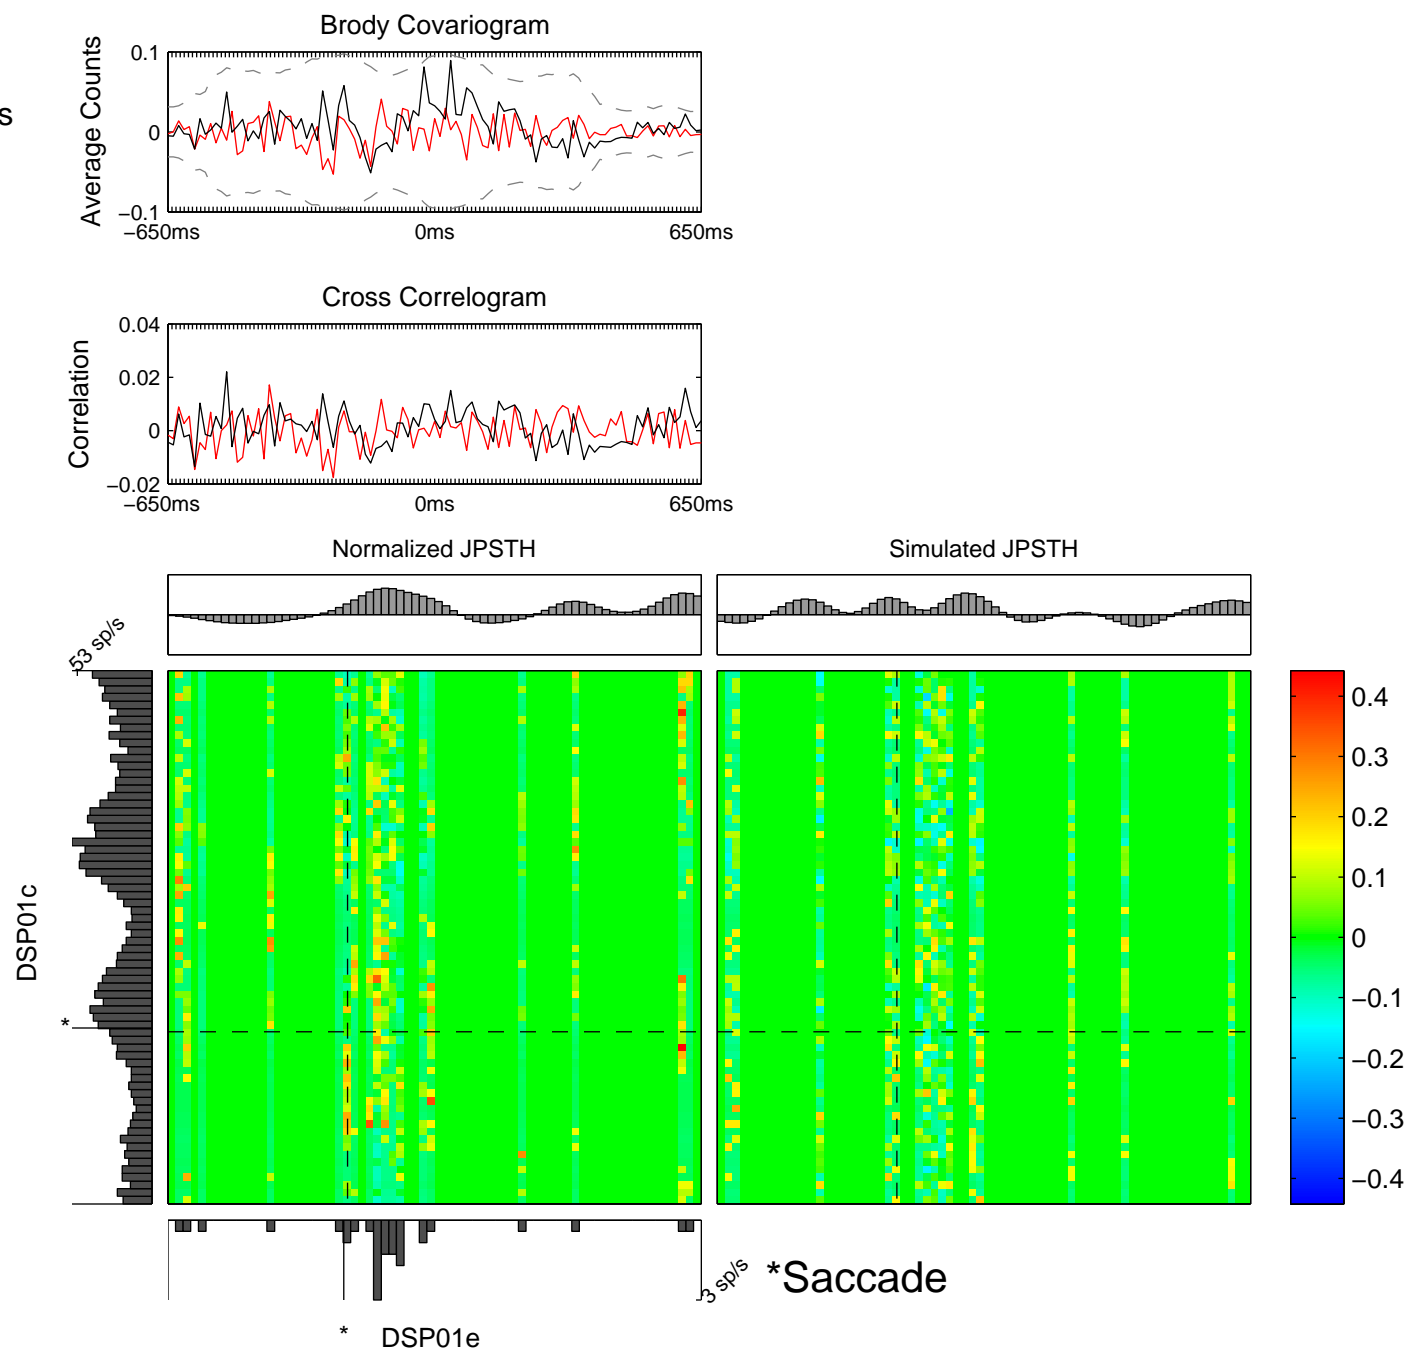 Brody Covariogram
s
Average Counts
0.1
0
−0.1
−650ms
0ms
650ms
Cross Correlogram
Correlation
0.04
0.02
0
−0.02
−650ms
0ms
650ms
Normalized JPSTH
Simulated JPSTH
53 sp/s
DSP01c
*
0.4
0.3
0.2
0.1
0
−0.1
−0.2
−0.3
−0.4
3 sp/s
*Saccade
*
DSP01e